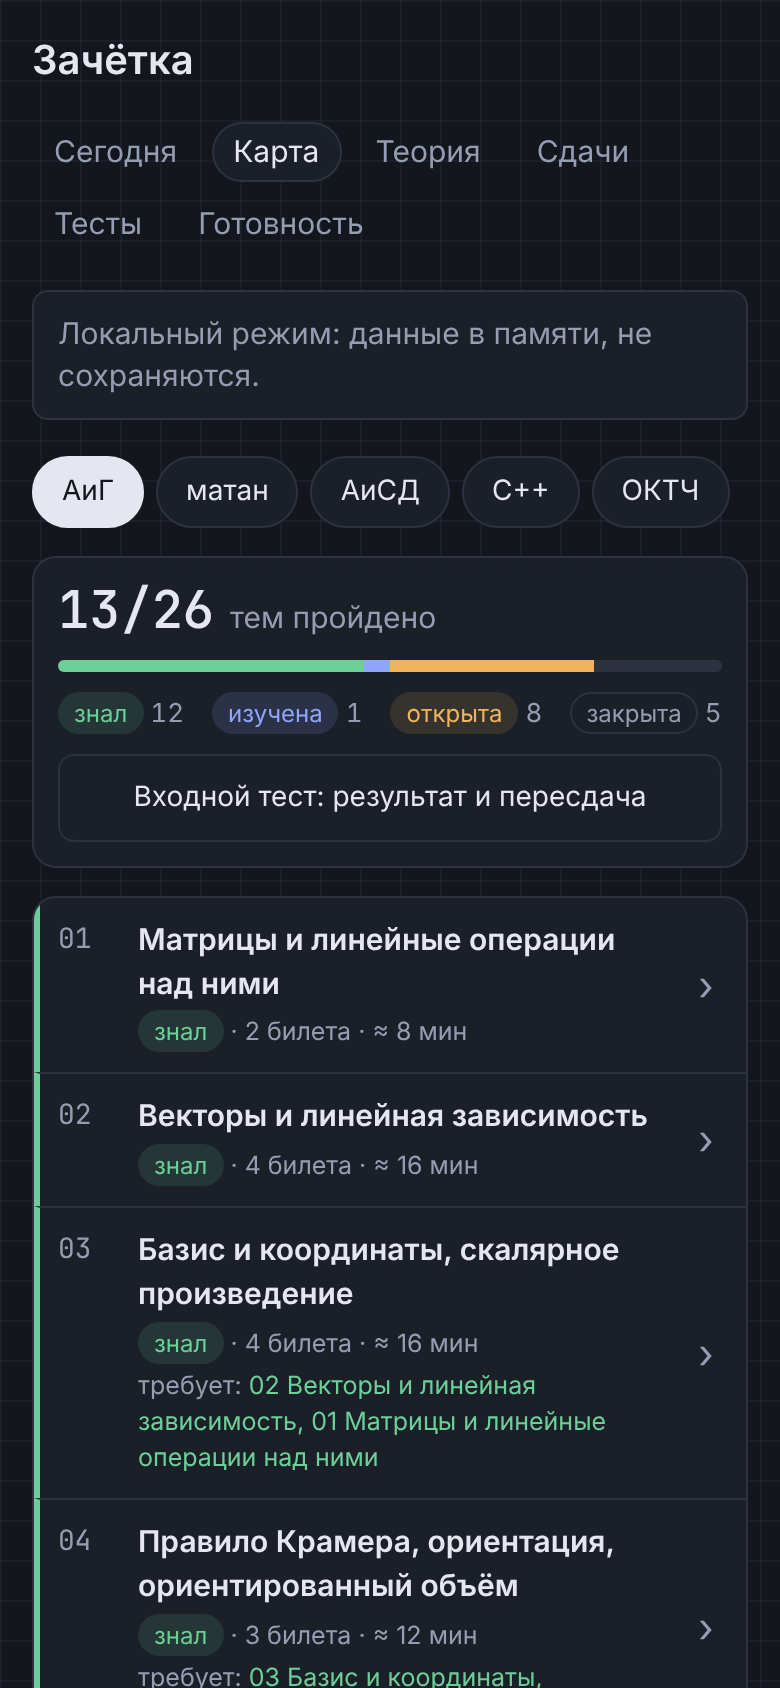 Зачётка
Сегодня Карта Теория Сдачи
Тесты Готовность
Локальный режим: данные в памяти, не
сохраняются.
АиГ матан АиСД C++ ОКТЧ
13/26 тем пройдено
знал 12 изучена 1 открыта 8 закрыта 5
Входной тест: результат и пересдача
01 Матрицы и линейные операции
над ними
знал · 2 билета · ≈ 8 мин
02 Векторы и линейная зависимость
знал · 4 билета · ≈ 16 мин
03 Базис и координаты, скалярное
произведение
знал · 4 билета · ≈ 16 мин
требует: 02 Векторы и линейная
зависимость, 01 Матрицы и линейные
операции над ними
04 Правило Крамера, ориентация,
ориентированный объём
знал · 3 билета · ≈ 12 мин
требует: 03 Базис и координаты,